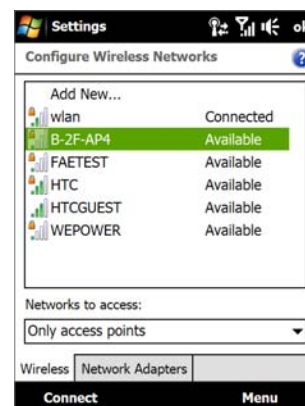 Settings ok
Configure Wireless Networks ?
Add New...
wlan Connected
B-2F-AP4 Available
FAETEST Available
HTC Available
HTCGUEST Available
WEPOWER Available
Networks to access:
Only access points
Wireless Network Adapters
Connect Menu